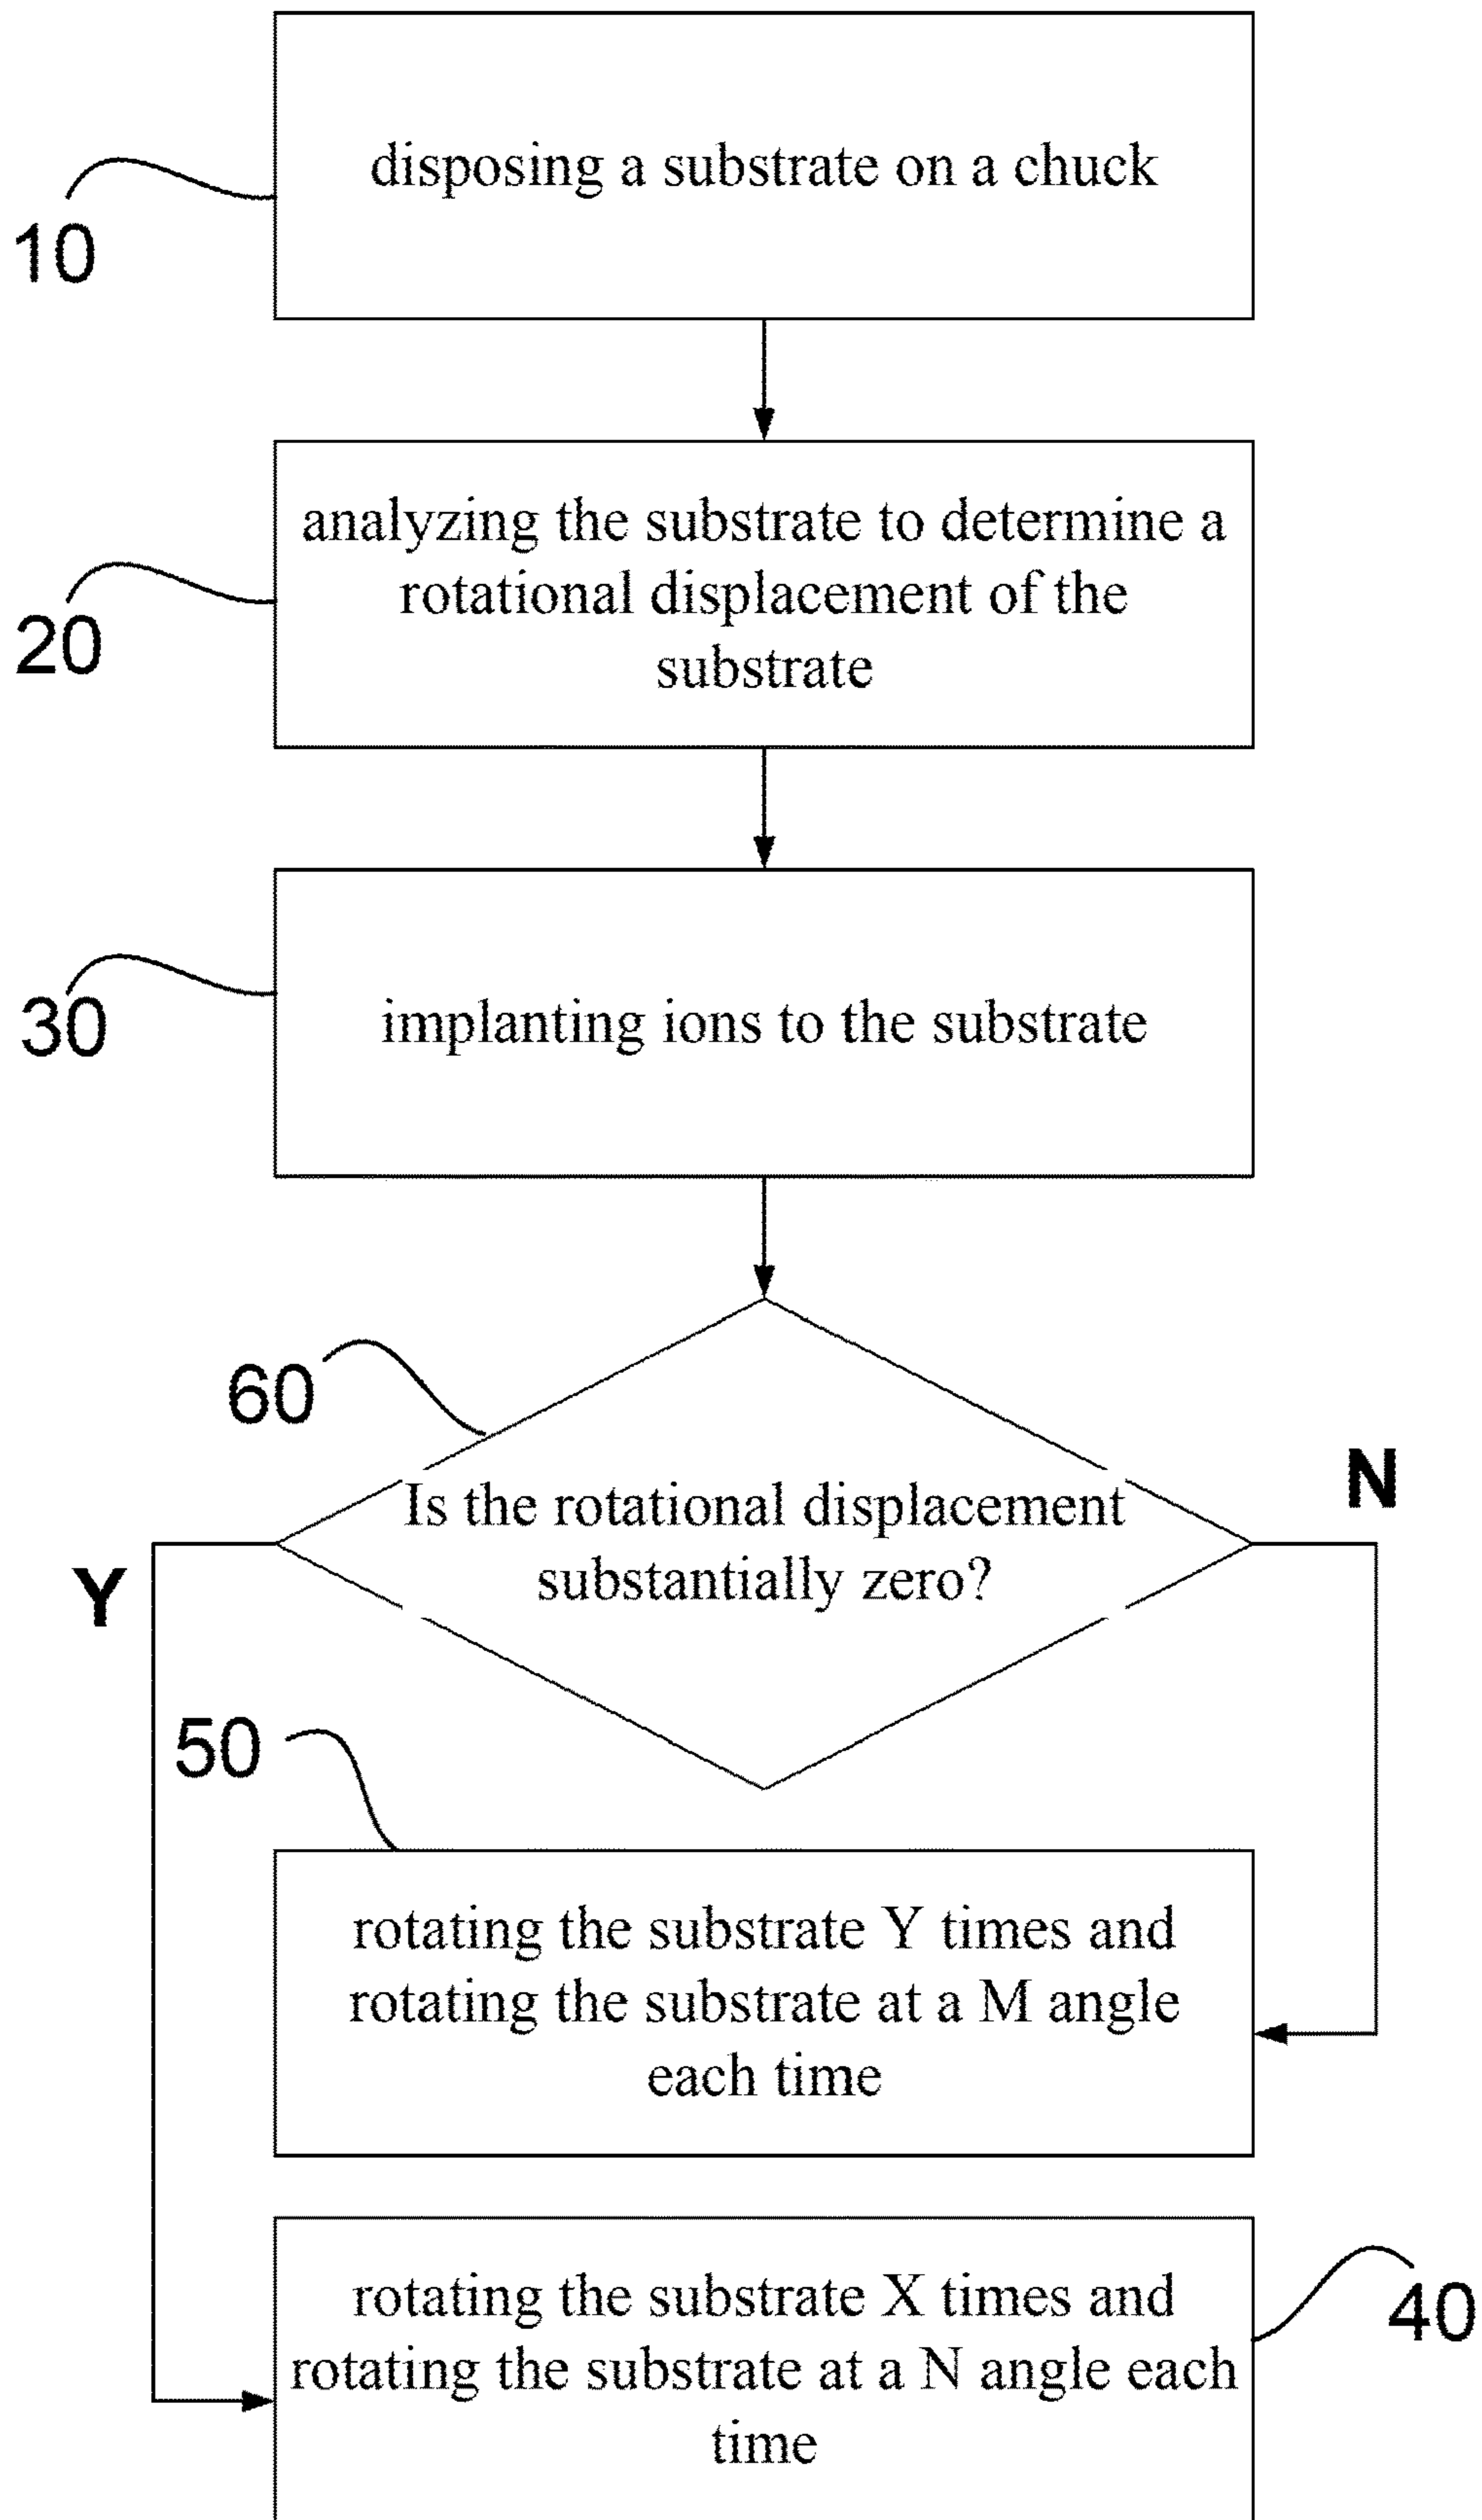 disposing a substrate on a chuck
10
analyzing the substrate to determine a
rotational displacement of the
substrate
20
implanting ions to the substrate
30
60
Is the rotational displacement
substantially zero?
N
Y
50
rotating the substrate Y times and
rotating the substrate at a M angle
each time
rotating the substrate X times and
rotating the substrate at a N angle each
time
40